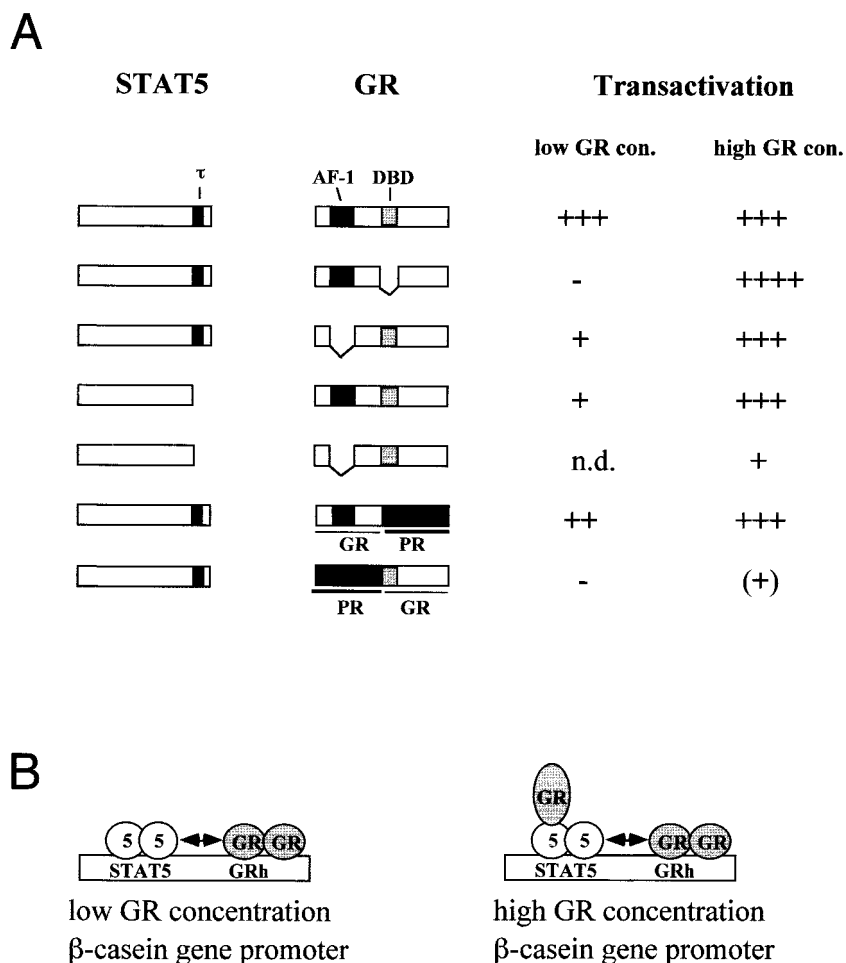 A
STAT5 GR Transactivation
low GR con. high GR con.
τ AF-1 DBD
+++ +++
- ++++
+ +++
+ +++
n.d. +
++ +++
GR PR
- (+)
PR GR
B
GR
5 5 GR GR 5 5 GR GR
STAT5 GRh STAT5 GRh
low GR concentration high GR concentration
β-casein gene promoter β-casein gene promoter